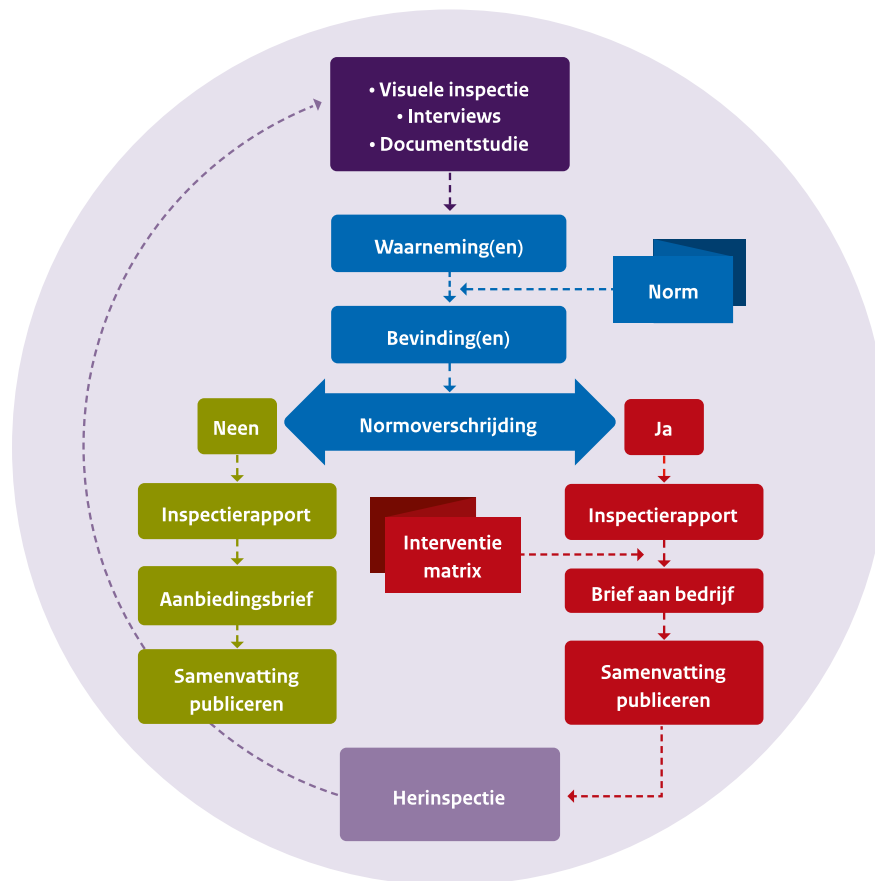 • Visuele inspectie
• Interviews
• Documentstudie
Waarneming(en)
Norm
Bevinding(en)
Normoverschrijding
Neen
Ja
Inspectierapport
Aanbiedingsbrief
Samenvatting
publiceren
Interventie
matrix
Inspectierapport
Brief aan bedrijf
Samenvatting
publiceren
Herinspectie